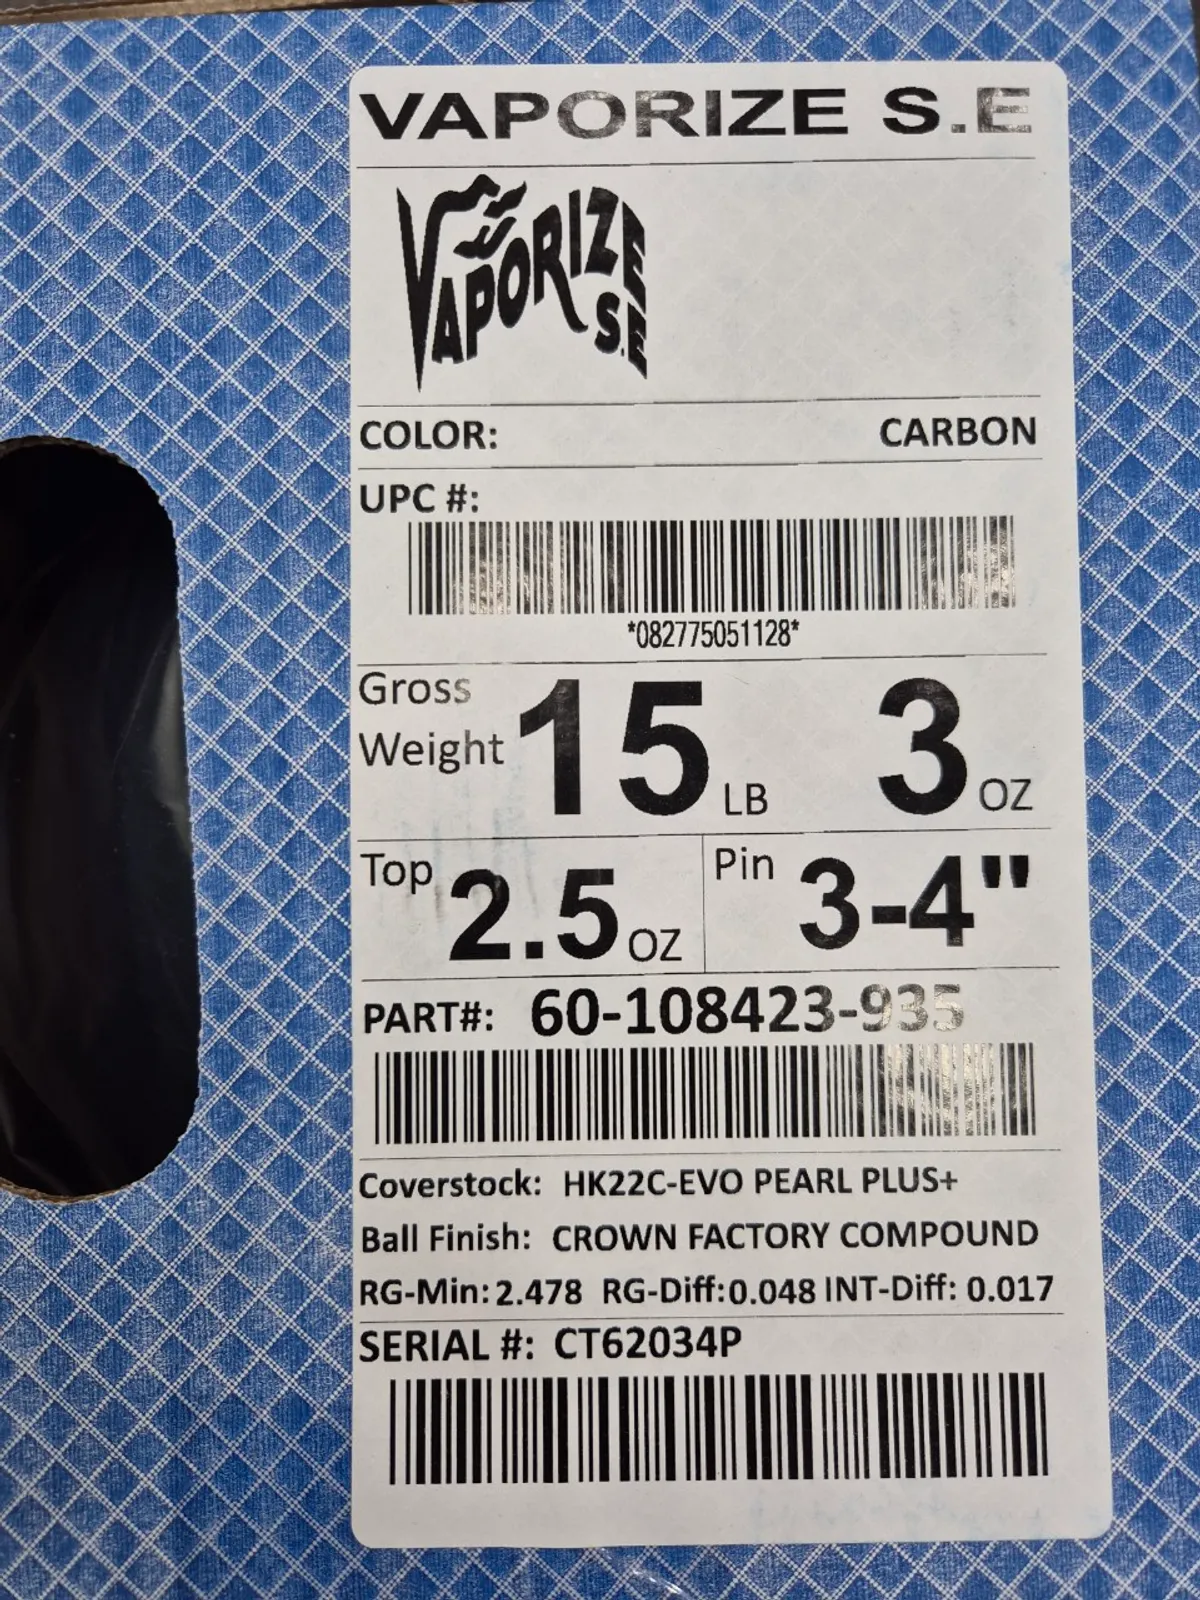 VAPORIZE S.E
VAPORIZE
S.E
COLOR: CARBON
UPC #:
*082775051128*
Gross Weight 15 LB 3 OZ
Top 2.5 OZ Pin 3-4"
PART#: 60-108423-935
Coverstock: HK22C-EVO PEARL PLUS+
Ball Finish: CROWN FACTORY COMPOUND
RG-Min: 2.478 RG-Diff: 0.048 INT-Diff: 0.017
SERIAL #: CT62034P